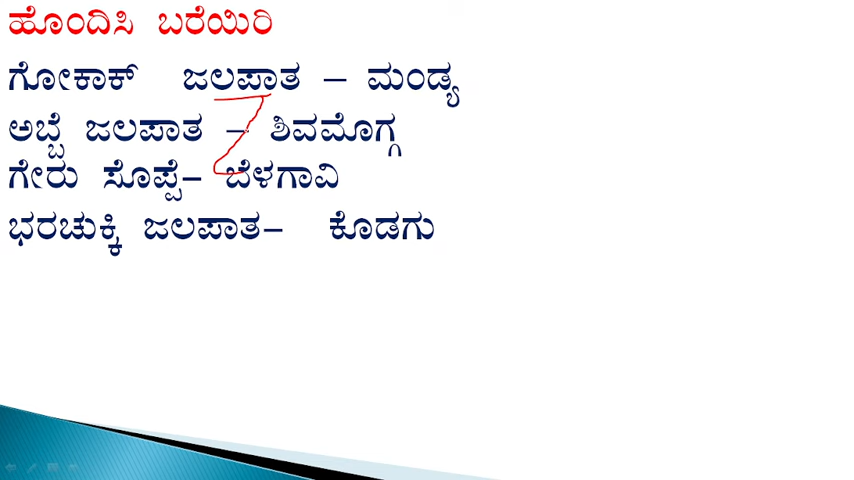 ಹೊಂದಿಸಿ ಬರೆಯಿರಿ
ಗೋಕಾಕ್ ಜಲಪಾತ – ಮಂಡ್ಯ
ಅಬ್ಬೆ ಜಲಪಾತ – ಶಿವಮೊಗ್ಗ
ಗೇರು ಸೊಪ್ಪೆ– ಬೆಳಗಾವಿ
ಭರಚುಕ್ಕಿ ಜಲಪಾತ– ಕೊಡಗು